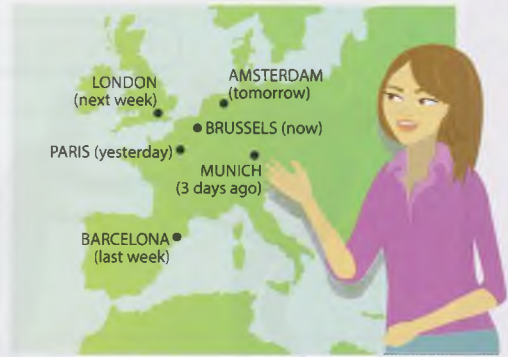 LONDON
(next week)
AMSTERDAM
(tomorrow)
BRUSSELS (now)
PARIS (yesterday)
MUNICH
(3 days ago)
BARCELONA
(last week)